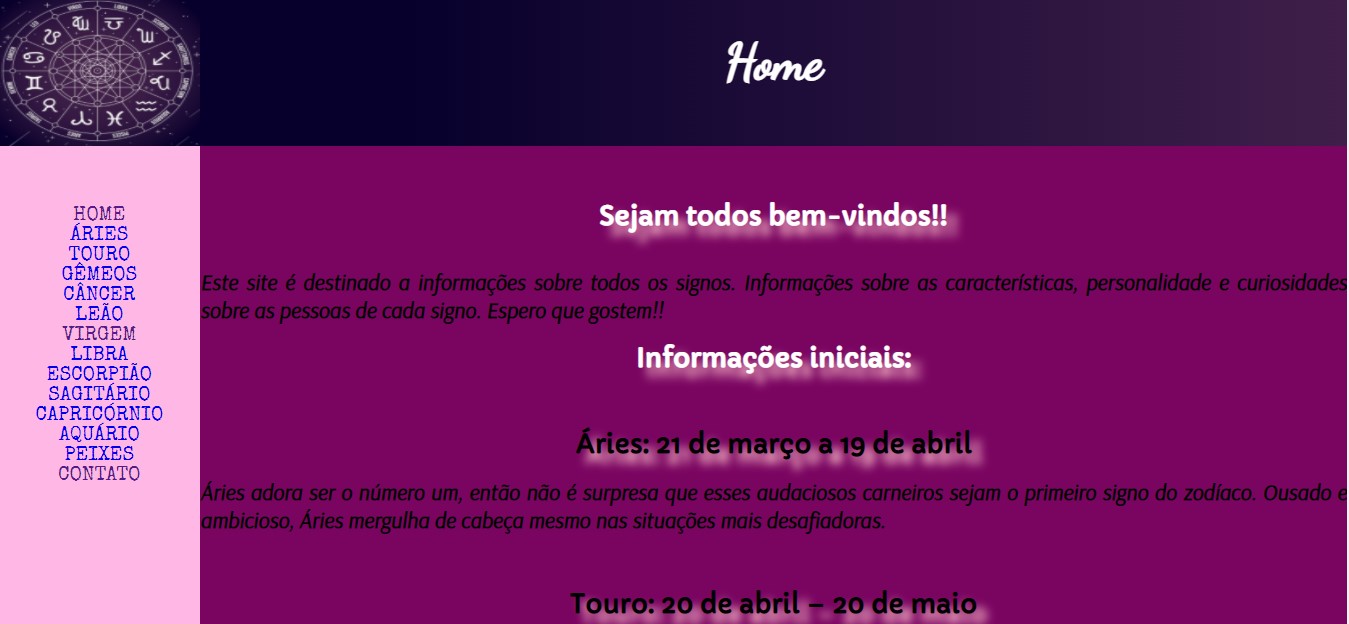 Home
HOME
ÁRIES
TOURO
GÊMEOS
CÂNCER
LEÃO
VIRGEM
LIBRA
ESCORPIÃO
SAGITÁRIO
CAPRICÓRNIO
AQUÁRIO
PEIXES
CONTATO
Sejam todos bem-vindos!!
Este site é destinado a informações sobre todos os signos. Informações sobre as características, personalidade e curiosidades
sobre as pessoas de cada signo. Espero que gostem!!
Informações iniciais:
Áries: 21 de março a 19 de abril
Áries adora ser o número um, então não é surpresa que esses audaciosos carneiros sejam o primeiro signo do zodíaco. Ousado e
ambicioso, Áries mergulha de cabeça mesmo nas situações mais desafiadoras.
Touro: 20 de abril – 20 de maio